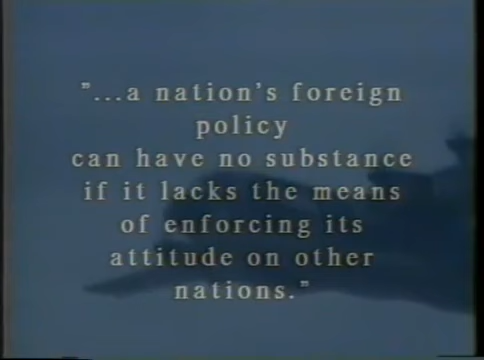 "...a nation's foreign
policy
can have no substance
if it lacks the means
of enforcing its
attitude on other
nations."